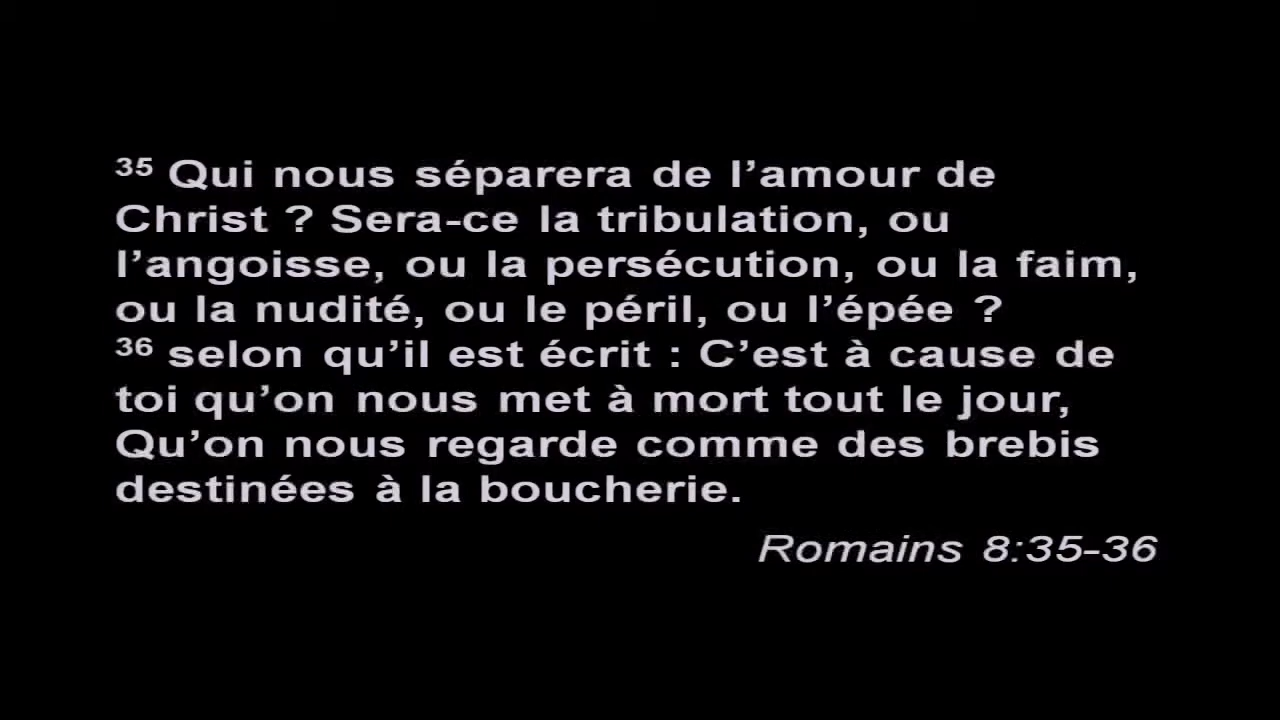 35 Qui nous séparera de l’amour de
Christ ? Sera-ce la tribulation, ou
l’angoisse, ou la persécution, ou la faim,
ou la nudité, ou le péril, ou l’épée ?
36 selon qu’il est écrit : C’est à cause de
toi qu’on nous met à mort tout le jour,
Qu’on nous regarde comme des brebis
destinées à la boucherie.
Romains 8:35-36